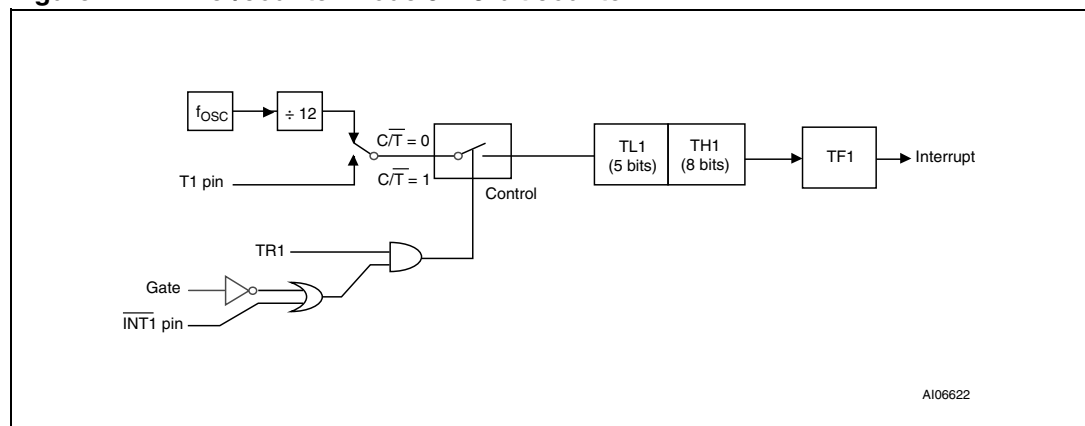 fOSC
÷ 12
C/T̅ = 0
T1 pin
C/T̅ = 1
Control
TL1
(5 bits)
TH1
(8 bits)
TF1
Interrupt
TR1
Gate
I̅N̅T̅1̅ pin
AI06622